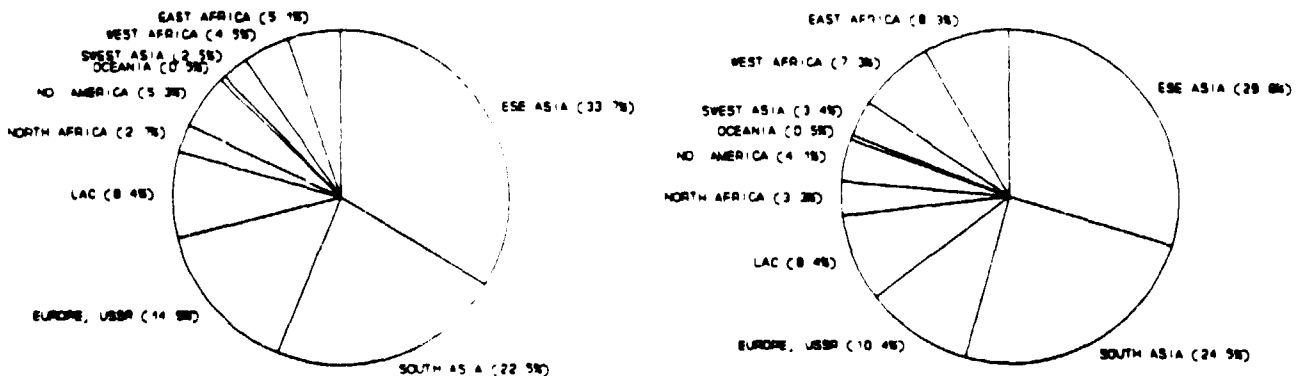 EAST AFRICA (5.1%)
WEST AFRICA (4.5%)
SWEST ASIA (2.5%)
OCEANIA (0.5%)
NO. AMERICA (5.3%)
NORTH AFRICA (2.7%)
LAC (8.4%)
EUROPE, USSR (14.9%)
SOUTH ASIA (22.5%)
ESE ASIA (33.7%)
EAST AFRICA (8.3%)
WEST AFRICA (7.3%)
SWEST ASIA (3.4%)
OCEANIA (0.5%)
NO. AMERICA (4.1%)
NORTH AFRICA (3.3%)
LAC (8.4%)
EUROPE, USSR (10.4%)
SOUTH ASIA (24.5%)
ESE ASIA (29.8%)